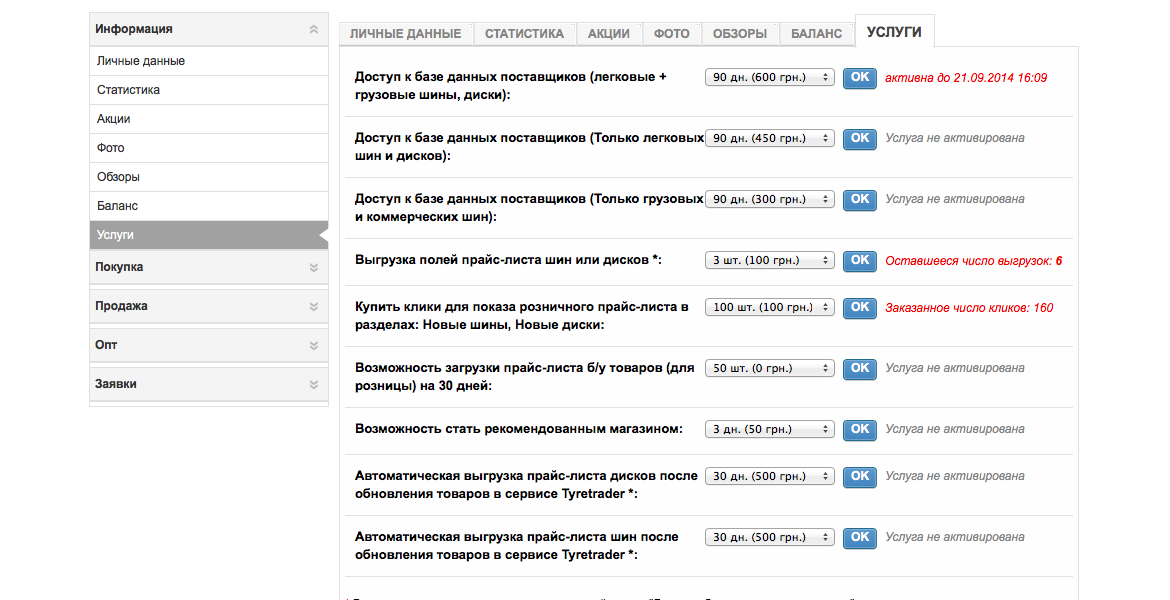 Информация
Личные данные
Статистика
Акции
Фото
Обзоры
Баланс
Услуги
Покупка
Продажа
Опт
Заявки
ЛИЧНЫЕ ДАННЫЕ СТАТИСТИКА АКЦИИ ФОТО ОБЗОРЫ БАЛАНС УСЛУГИ
Доступ к базе данных поставщиков (легковые + грузовые шины, диски): 90 дн. (600 грн.) OK активна до 21.09.2014 16:09
Доступ к базе данных поставщиков (Только легковых шин и дисков): 90 дн. (450 грн.) OK Услуга не активирована
Доступ к базе данных поставщиков (Только грузовых и коммерческих шин): 90 дн. (300 грн.) OK Услуга не активирована
Выгрузка полей прайс-листа шин или дисков *: 3 шт. (100 грн.) OK Оставшееся число выгрузок: 6
Купить клики для показа розничного прайс-листа в разделах: Новые шины, Новые диски: 100 шт. (100 грн.) OK Заказанное число кликов: 160
Возможность загрузки прайс-листа б/у товаров (для розницы) на 30 дней: 50 шт. (0 грн.) OK Услуга не активирована
Возможность стать рекомендованным магазином: 3 дн. (50 грн.) OK Услуга не активирована
Автоматическая выгрузка прайс-листа дисков после обновления товаров в сервисе Tyretrader *: 30 дн. (500 грн.) OK Услуга не активирована
Автоматическая выгрузка прайс-листа шин после обновления товаров в сервисе Tyretrader *: 30 дн. (500 грн.) OK Услуга не активирована